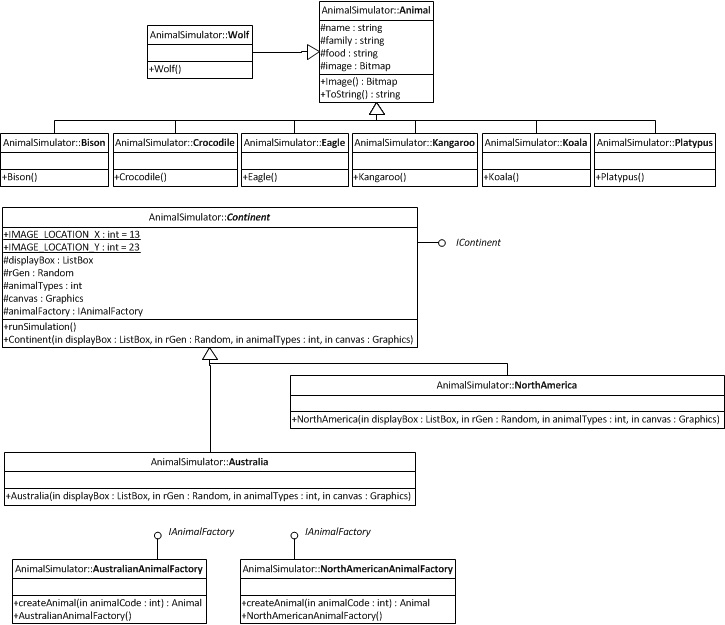 AnimalSimulator::Animal
#name : string
#family : string
#food : string
#image : Bitmap
+Image() : Bitmap
+ToString() : string
AnimalSimulator::Wolf
+Wolf()
AnimalSimulator::Bison
+Bison()
AnimalSimulator::Crocodile
+Crocodile()
AnimalSimulator::Eagle
+Eagle()
AnimalSimulator::Kangaroo
+Kangaroo()
AnimalSimulator::Koala
+Koala()
AnimalSimulator::Platypus
+Platypus()
AnimalSimulator::Continent
+IMAGE_LOCATION_X : int = 13
+IMAGE_LOCATION_Y : int = 23
#displayBox : ListBox
#rGen : Random
#animalTypes : int
#canvas : Graphics
#animalFactory : IAnimalFactory
+runSimulation()
+Continent(in displayBox : ListBox, in rGen : Random, in animalTypes : int, in canvas : Graphics)
IContinent
AnimalSimulator::NorthAmerica
+NorthAmerica(in displayBox : ListBox, in rGen : Random, in animalTypes : int, in canvas : Graphics)
AnimalSimulator::Australia
+Australia(in displayBox : ListBox, in rGen : Random, in animalTypes : int, in canvas : Graphics)
IAnimalFactory
AnimalSimulator::AustralianAnimalFactory
+createAnimal(in animalCode : int) : Animal
+AustralianAnimalFactory()
IAnimalFactory
AnimalSimulator::NorthAmericanAnimalFactory
+createAnimal(in animalCode : int) : Animal
+NorthAmericanAnimalFactory()